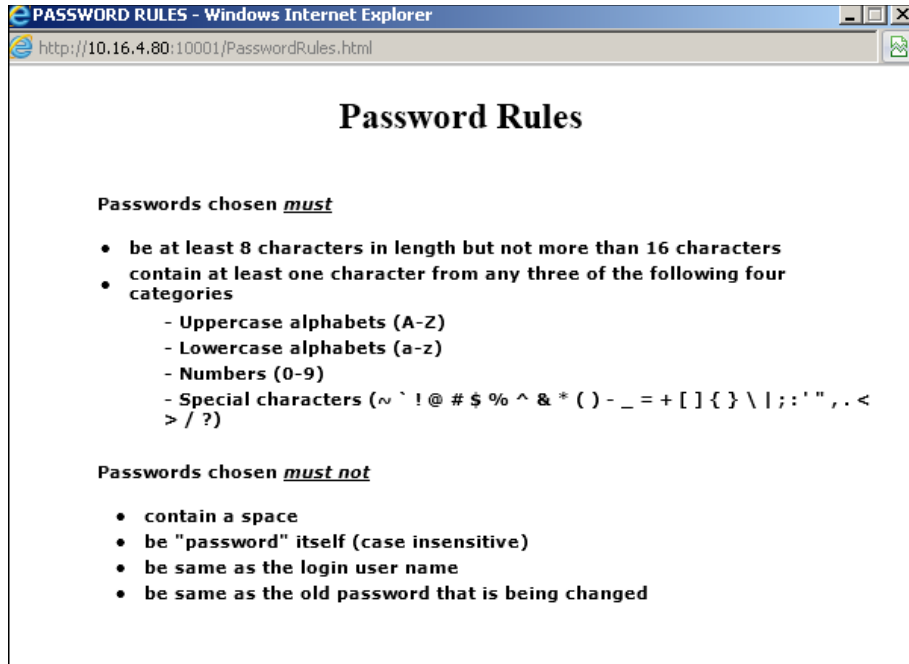 PASSWORD RULES - Windows Internet Explorer
http://10.16.4.80:10001/PasswordRules.html
Password Rules
Passwords chosen must
• be at least 8 characters in length but not more than 16 characters
• contain at least one character from any three of the following four
categories
- Uppercase alphabets (A-Z)
- Lowercase alphabets (a-z)
- Numbers (0-9)
- Special characters (~ ` ! @ # $ % ^ & * ( ) - _ = + [ ] { } \ | ; : ' " , . <
> / ?)
Passwords chosen must not
• contain a space
• be "password" itself (case insensitive)
• be same as the login user name
• be same as the old password that is being changed